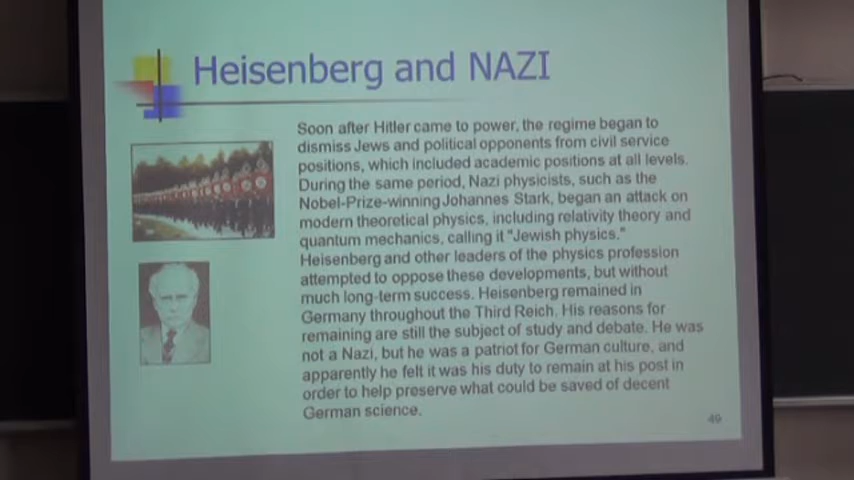 Heisenberg and NAZI
Soon after Hitler came to power, the regime began to
dismiss Jews and political opponents from civil service
positions, which included academic positions at all levels.
During the same period, Nazi physicists, such as the
Nobel-Prize-winning Johannes Stark, began an attack on
modern theoretical physics, including relativity theory and
quantum mechanics, calling it "Jewish physics."
Heisenberg and other leaders of the physics profession
attempted to oppose these developments, but without
much long-term success. Heisenberg remained in
Germany throughout the Third Reich. His reasons for
remaining are still the subject of study and debate. He was
not a Nazi, but he was a patriot for German culture, and
apparently he felt it was his duty to remain at his post in
order to help preserve what could be saved of decent
German science.
49